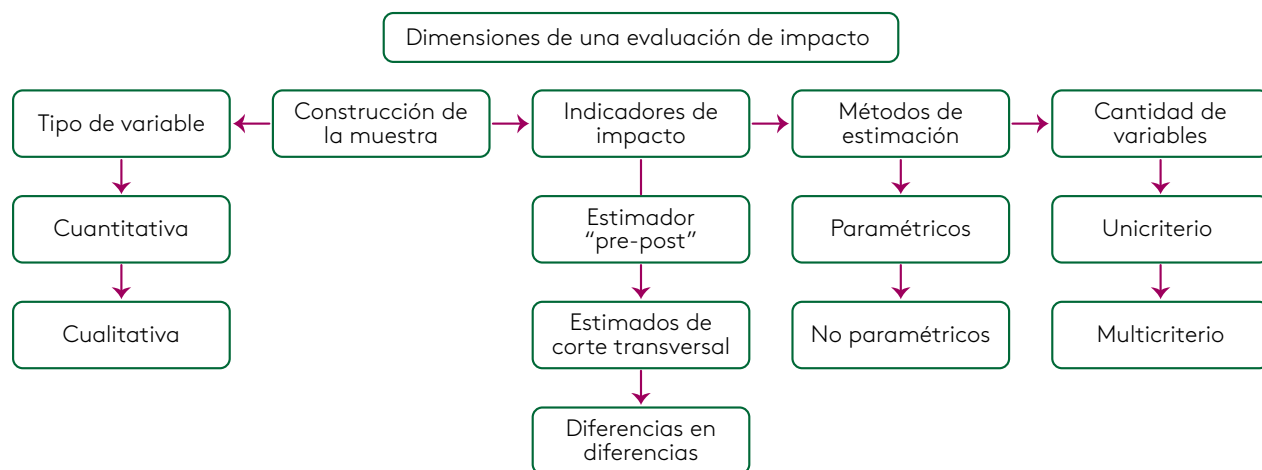 Dimensiones de una evaluación de impacto
Tipo de variable
Construcción de
la muestra
Indicadores de
impacto
Métodos de
estimación
Cantidad de
variables
Cuantitativa
Estimador
“pre-post”
Paramétricos
Unicriterio
Cualitativa
Estimados de
corte transversal
No paramétricos
Multicriterio
Diferencias en
diferencias